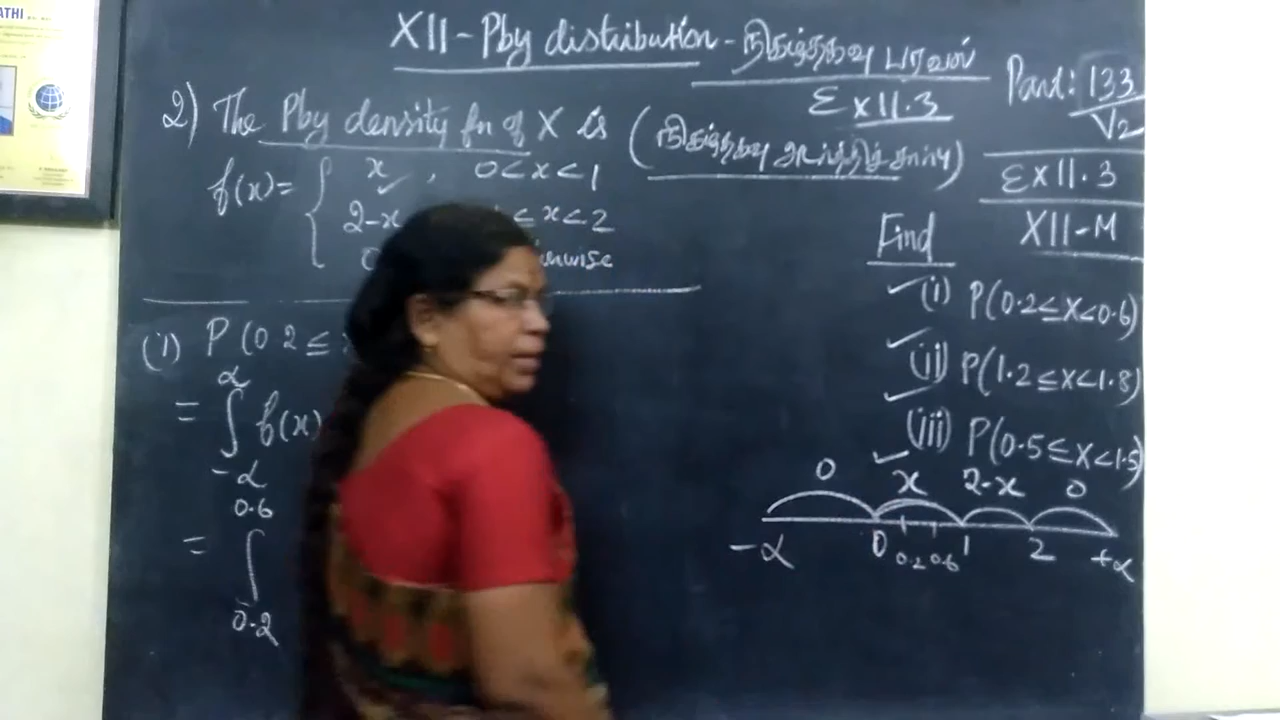 ATHI
XII - Pby distribution - நிகழ்தகவு பரவல்
Ex 11.3
Part: 133
√2
Ex 11.3
XII-M
2) The Pby density fn of X is (நிகழ்தகவு அடர்த்திச் சார்பு)
f(x) = { x, 0<x<1
2-x ≤ x<2
0
Find
(i) P(0.2≤X<0.6)
(ii) P(1.2≤X<1.8)
(iii) P(0.5≤X<1.5)
(i) P(0.2≤
= ∫ f(x)
α
-α
= ∫
0.6
0.2
0 x 2-x 0
-α 0 0.2 0.6 1 2 +α